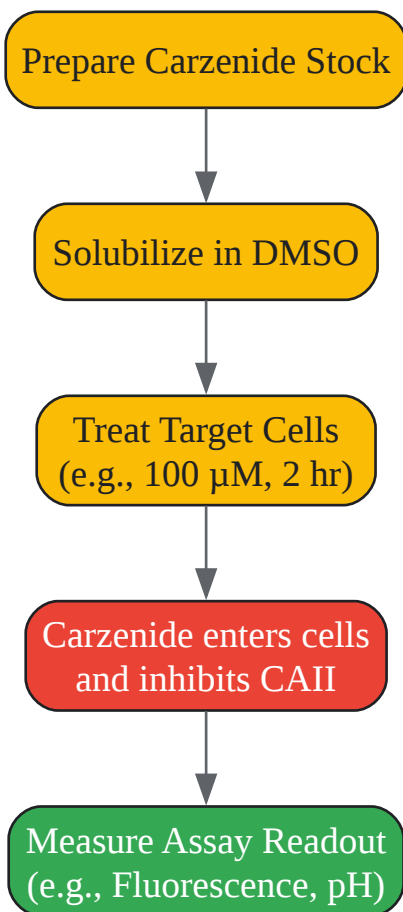 Prepare Carzenide Stock
Solubilize in DMSO
Treat Target Cells
(e.g., 100 µM, 2 hr)
Carzenide enters cells
and inhibits CAII
Measure Assay Readout
(e.g., Fluorescence, pH)